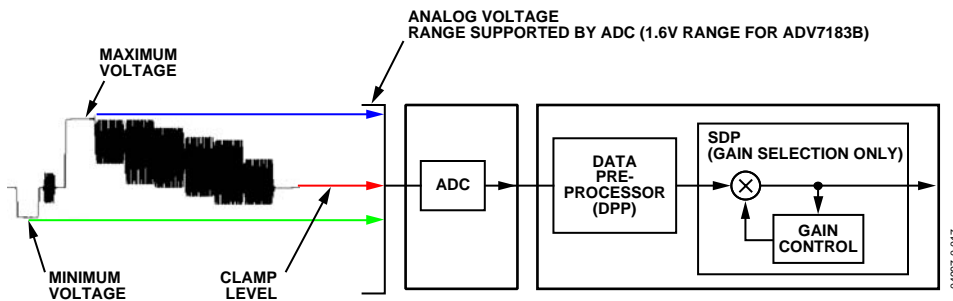 ANALOG VOLTAGE
RANGE SUPPORTED BY ADC (1.6V RANGE FOR ADV7183B)
MAXIMUM
VOLTAGE
ADC
DATA
PRE-
PROCESSOR
(DPP)
SDP
(GAIN SELECTION ONLY)
GAIN
CONTROL
MINIMUM
VOLTAGE
CLAMP
LEVEL